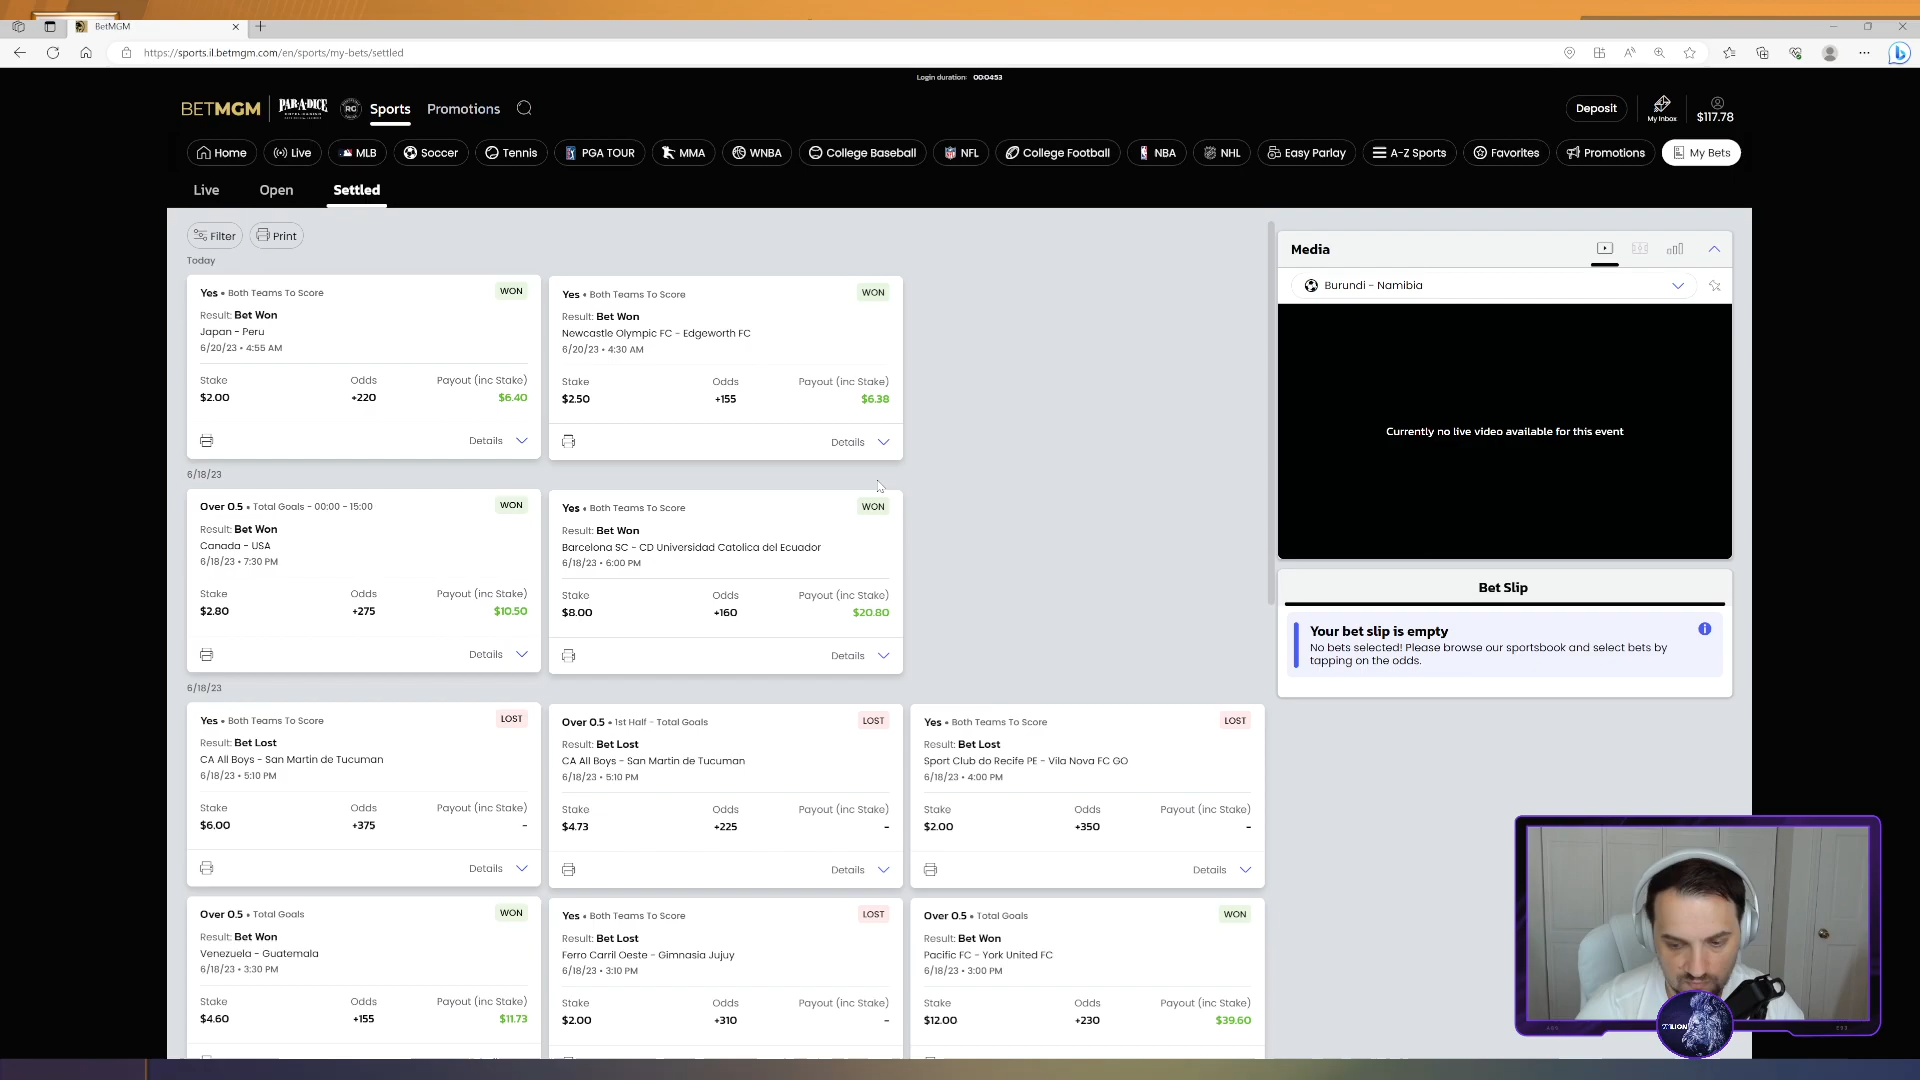 BetMGM
https://sports.il.betmgm.com/en/sports/my-bets/settled
Login duration: 00:04:53
BETMGM
PAR-A-DICE
RG
Sports
Promotions
Deposit
My Inbox
$117.78
Home
Live
MLB
Soccer
Tennis
PGA TOUR
MMA
WNBA
College Baseball
NFL
College Football
NBA
NHL
Easy Parlay
A-Z Sports
Favorites
Promotions
My Bets
Live
Open
Settled
Filter
Print
Today
Yes • Both Teams To Score
WON
Result: Bet Won
Japan - Peru
6/20/23 • 4:55 AM
Stake Odds Payout (inc Stake)
$2.00 +220 $6.40
Details
Yes • Both Teams To Score
WON
Result: Bet Won
Newcastle Olympic FC - Edgeworth FC
6/20/23 • 4:30 AM
Stake Odds Payout (inc Stake)
$2.50 +155 $6.38
Details
6/18/23
Over 0.5 • Total Goals - 00:00 - 15:00
WON
Result: Bet Won
Canada - USA
6/18/23 • 7:30 PM
Stake Odds Payout (inc Stake)
$2.80 +275 $10.50
Details
Yes • Both Teams To Score
WON
Result: Bet Won
Barcelona SC - CD Universidad Catolica del Ecuador
6/18/23 • 6:00 PM
Stake Odds Payout (inc Stake)
$8.00 +160 $20.80
Details
6/18/23
Yes • Both Teams To Score
LOST
Result: Bet Lost
CA All Boys - San Martin de Tucuman
6/18/23 • 5:10 PM
Stake Odds Payout (inc Stake)
$6.00 +375 -
Details
Over 0.5 • 1st Half - Total Goals
LOST
Result: Bet Lost
CA All Boys - San Martin de Tucuman
6/18/23 • 5:10 PM
Stake Odds Payout (inc Stake)
$4.73 +225 -
Details
Yes • Both Teams To Score
LOST
Result: Bet Lost
Sport Club do Recife PE - Vila Nova FC GO
6/18/23 • 4:00 PM
Stake Odds Payout (inc Stake)
$2.00 +350 -
Details
Over 0.5 • Total Goals
WON
Result: Bet Won
Venezuela - Guatemala
6/18/23 • 3:30 PM
Stake Odds Payout (inc Stake)
$4.60 +155 $11.73
Yes • Both Teams To Score
LOST
Result: Bet Lost
Ferro Carril Oeste - Gimnasia Jujuy
6/18/23 • 3:10 PM
Stake Odds Payout (inc Stake)
$2.00 +310 -
Over 0.5 • Total Goals
WON
Result: Bet Won
Pacific FC - York United FC
6/18/23 • 3:00 PM
Stake Odds Payout (inc Stake)
$12.00 +230 $39.60
Media
Burundi - Namibia
Currently no live video available for this event
Bet Slip
Your bet slip is empty
No bets selected! Please browse our sportsbook and select bets by
tapping on the odds.